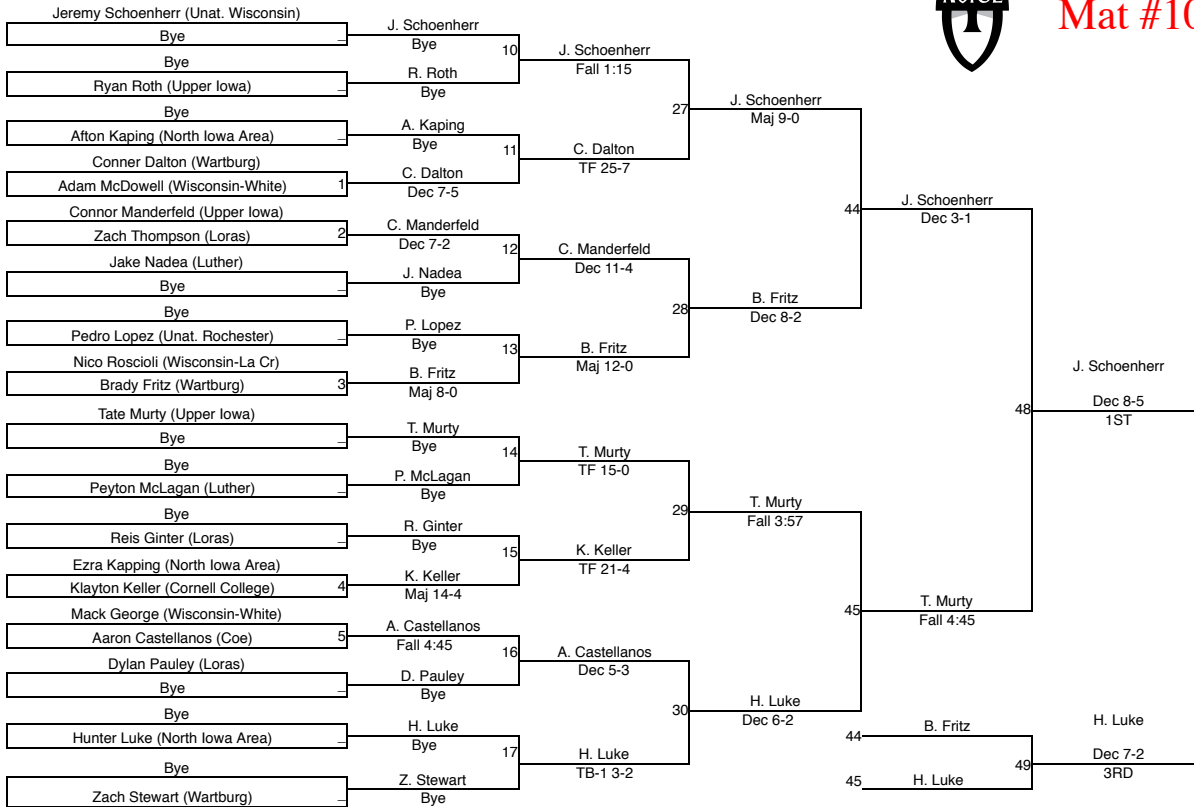 Mat #10
Jeremy Schoenherr (Unat. Wisconsin)
Bye
Bye
Ryan Roth (Upper Iowa)
Bye
Afton Kaping (North Iowa Area)
Conner Dalton (Wartburg)
Adam McDowell (Wisconsin-White) 1
Connor Manderfeld (Upper Iowa)
Zach Thompson (Loras) 2
Jake Nadea (Luther)
Bye
Bye
Pedro Lopez (Unat. Rochester)
Nico Roscioli (Wisconsin-La Cr)
Brady Fritz (Wartburg) 3
Tate Murty (Upper Iowa)
Bye
Bye
Peyton McLagan (Luther)
Bye
Reis Ginter (Loras)
Ezra Kapping (North Iowa Area)
Klayton Keller (Cornell College) 4
Mack George (Wisconsin-White)
Aaron Castellanos (Coe) 5
Dylan Pauley (Loras)
Bye
Bye
Hunter Luke (North Iowa Area)
Bye
Zach Stewart (Wartburg)
J. Schoenherr
Bye
10
R. Roth
Bye
A. Kaping
Bye
11
C. Dalton
Dec 7-5
C. Manderfeld
Dec 7-2
12
J. Nadea
Bye
P. Lopez
Bye
13
B. Fritz
Maj 8-0
T. Murty
Bye
14
P. McLagan
Bye
R. Ginter
Bye
15
K. Keller
Maj 14-4
A. Castellanos
Fall 4:45
16
D. Pauley
Bye
H. Luke
Bye
17
Z. Stewart
Bye
J. Schoenherr
Fall 1:15
27
C. Dalton
TF 25-7
C. Manderfeld
Dec 11-4
28
B. Fritz
Maj 12-0
T. Murty
TF 15-0
29
K. Keller
TF 21-4
A. Castellanos
Dec 5-3
30
H. Luke
TB-1 3-2
J. Schoenherr
Maj 9-0
44
B. Fritz
Dec 8-2
T. Murty
Fall 3:57
45
H. Luke
Dec 6-2
J. Schoenherr
Dec 3-1
48
T. Murty
Fall 4:45
J. Schoenherr
Dec 8-5
1ST
44 B. Fritz
49
45 H. Luke
H. Luke
Dec 7-2
3RD